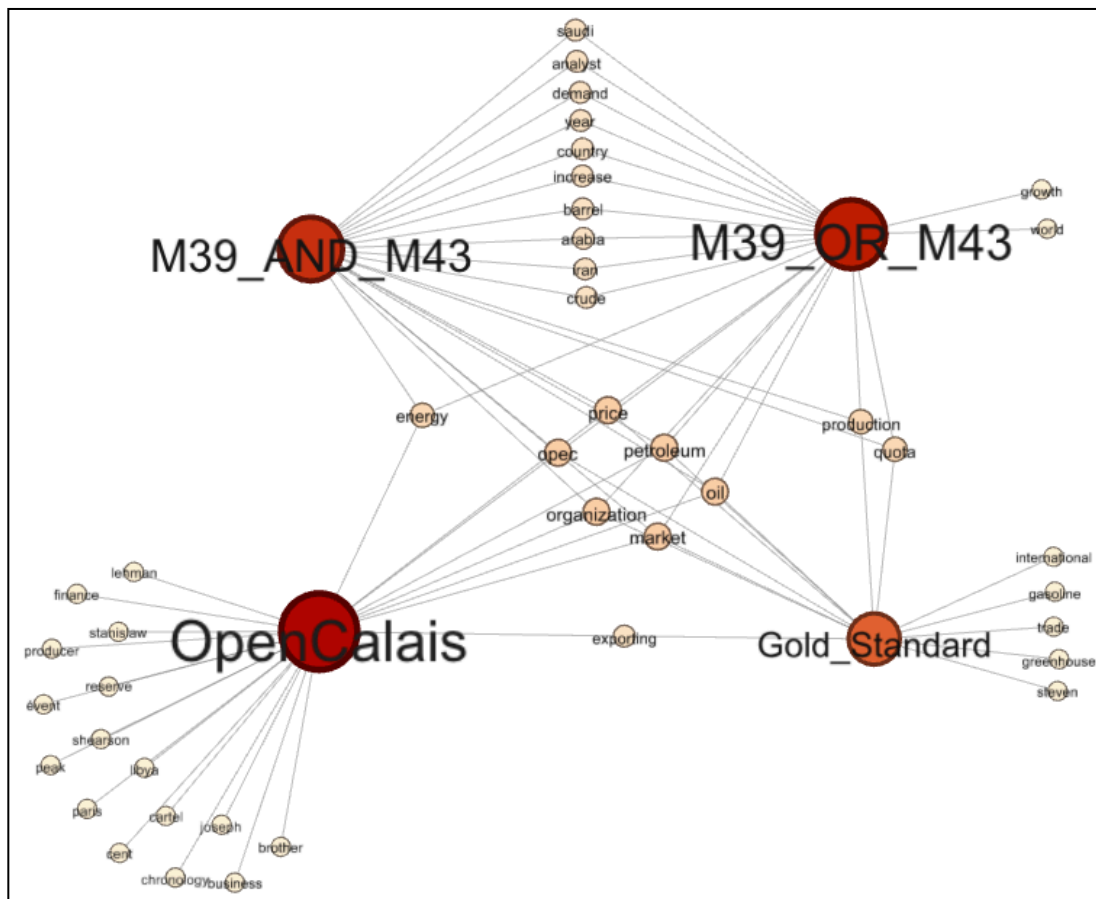 saudi
analyst
demand
year
country
increase
barrel
arabia
iran
crude
M39_AND_M43
M39_OR_M43
growth
world
energy
price
production
opec
petroleum
quota
oil
organization
market
lehman
finance
stanislaw
producer
reserve
event
shearson
peak
libya
paris
cartel
joseph
cent
brother
chronology
business
OpenCalais
exporting
Gold_Standard
international
gasoline
trade
greenhouse
steven